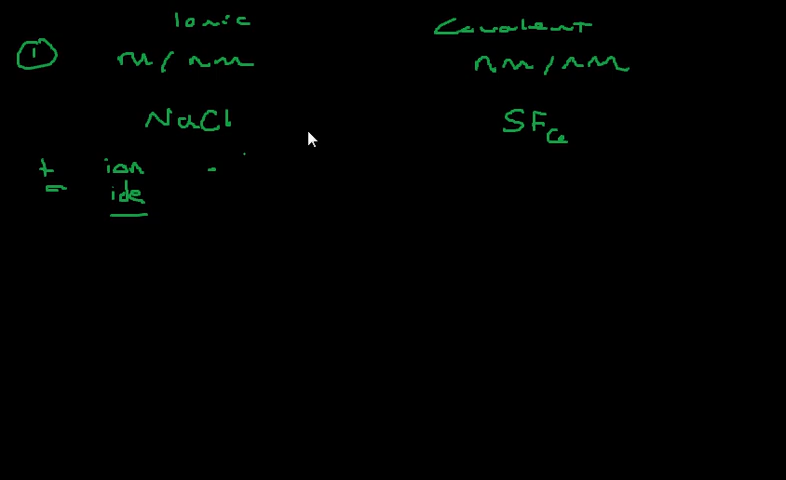 Ionic Covalent
① m/nm nm/nm
NaCl SF6
+ ion -
ide